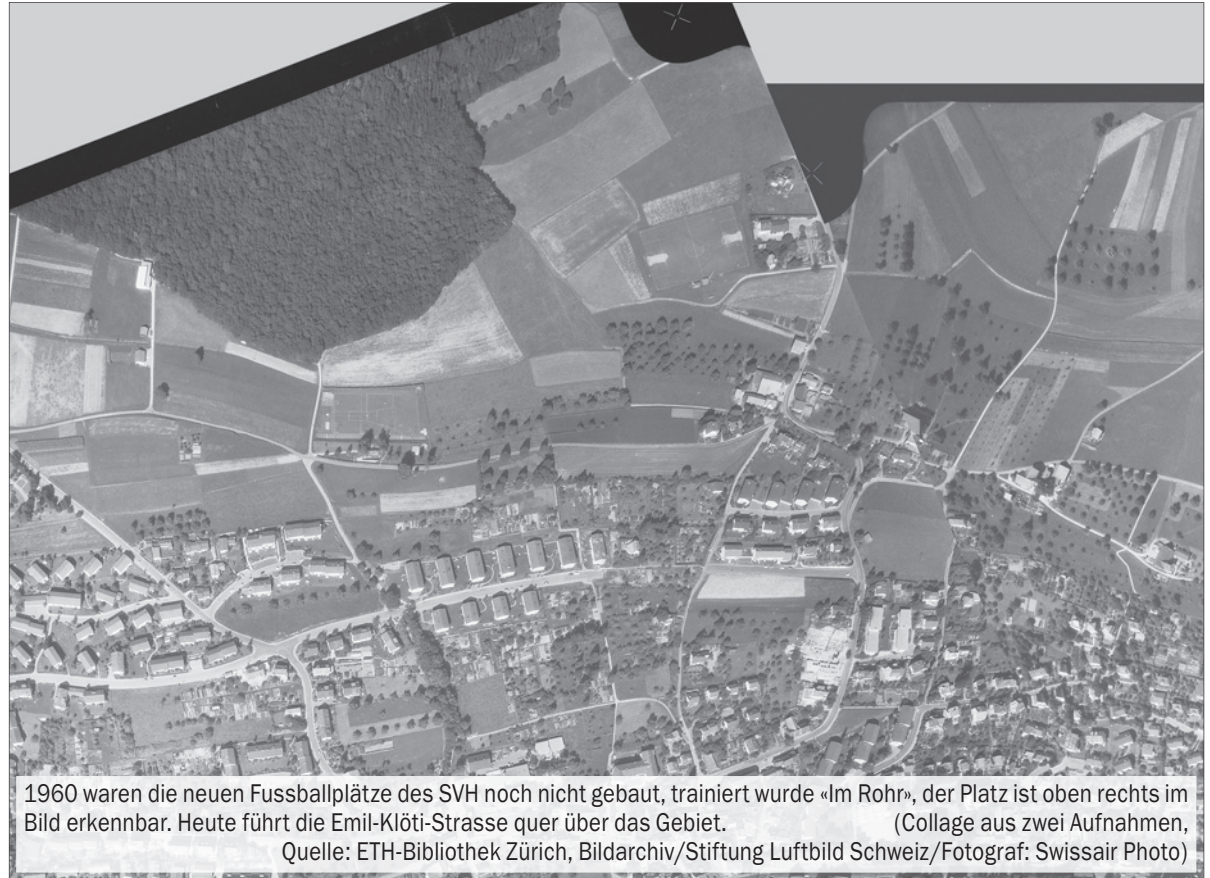 1960 waren die neuen Fussballplätze des SVH noch nicht gebaut, trainiert wurde «Im Rohr», der Platz ist oben rechts im
Bild erkennbar. Heute führt die Emil-Klöti-Strasse quer über das Gebiet. (Collage aus zwei Aufnahmen,
Quelle: ETH-Bibliothek Zürich, Bildarchiv/Stiftung Luftbild Schweiz/Fotograf: Swissair Photo)